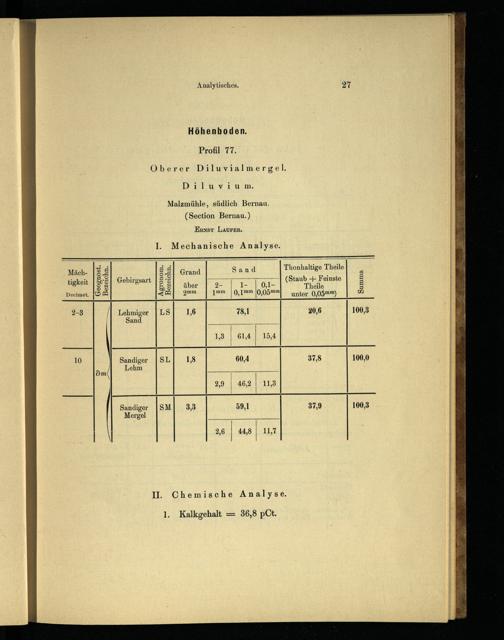 Analytisches. 27
Höhenboden.
Profil 77.
Oberer Diluvialmergel.
Diluvium.
Malzmühle, südlich Bernau.
(Section Bernau.)
Ernst Laufer.
I. Mechanische Analyse.
Mäch-
tigkeit
Decimet.
Geognost.
Bezeichn.
Gebirgsart
Agronom.
Bezeichn.
Grand
über
2mm
Sand
2-
1mm
1-
0,1mm
0,1-
0,05mm
Thonhaltige Theile
(Staub + Feinste
Theile
unter 0,05mm)
Summa
2-3 Lehmiger LS 1,6 78,1 20,6 100,3
Sand
1,3 61,4 15,4
10 Sandiger SL 1,8 60,4 37,8 100,0
Lehm
∂m
2,9 46,2 11,3
Sandiger SM 3,3 59,1 37,9 100,3
Mergel
2,6 44,8 11,7
II. Chemische Analyse.
1. Kalkgehalt = 36,8 pCt.